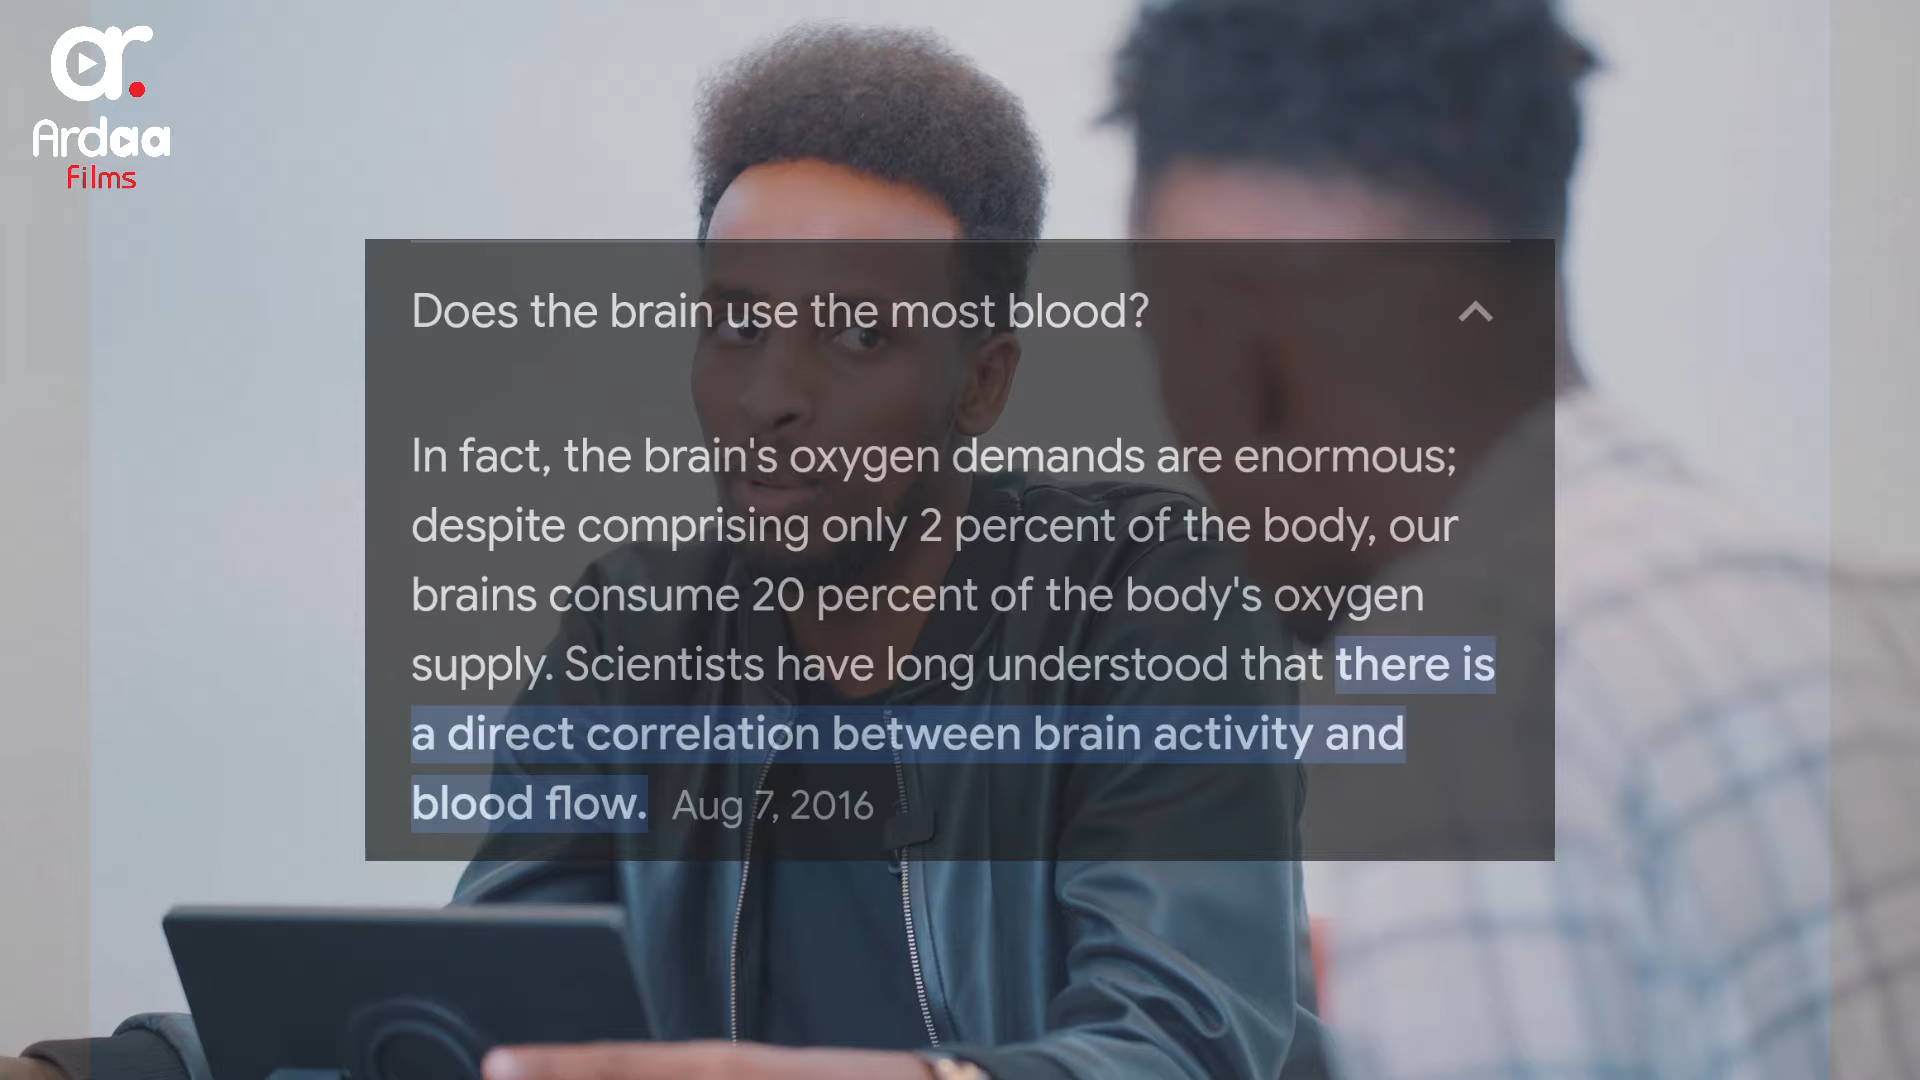 ar.
Ardaa
Films
Does the brain use the most blood?
In fact, the brain's oxygen demands are enormous;
despite comprising only 2 percent of the body, our
brains consume 20 percent of the body's oxygen
supply. Scientists have long understood that there is
a direct correlation between brain activity and
blood flow. Aug 7, 2016